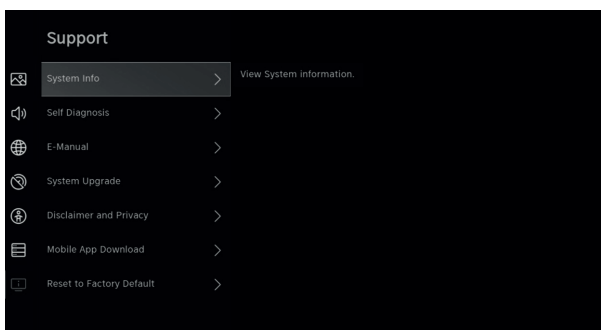 Support
System Info
View System information.
Self Diagnosis
E-Manual
System Upgrade
Disclaimer and Privacy
Mobile App Download
Reset to Factory Default